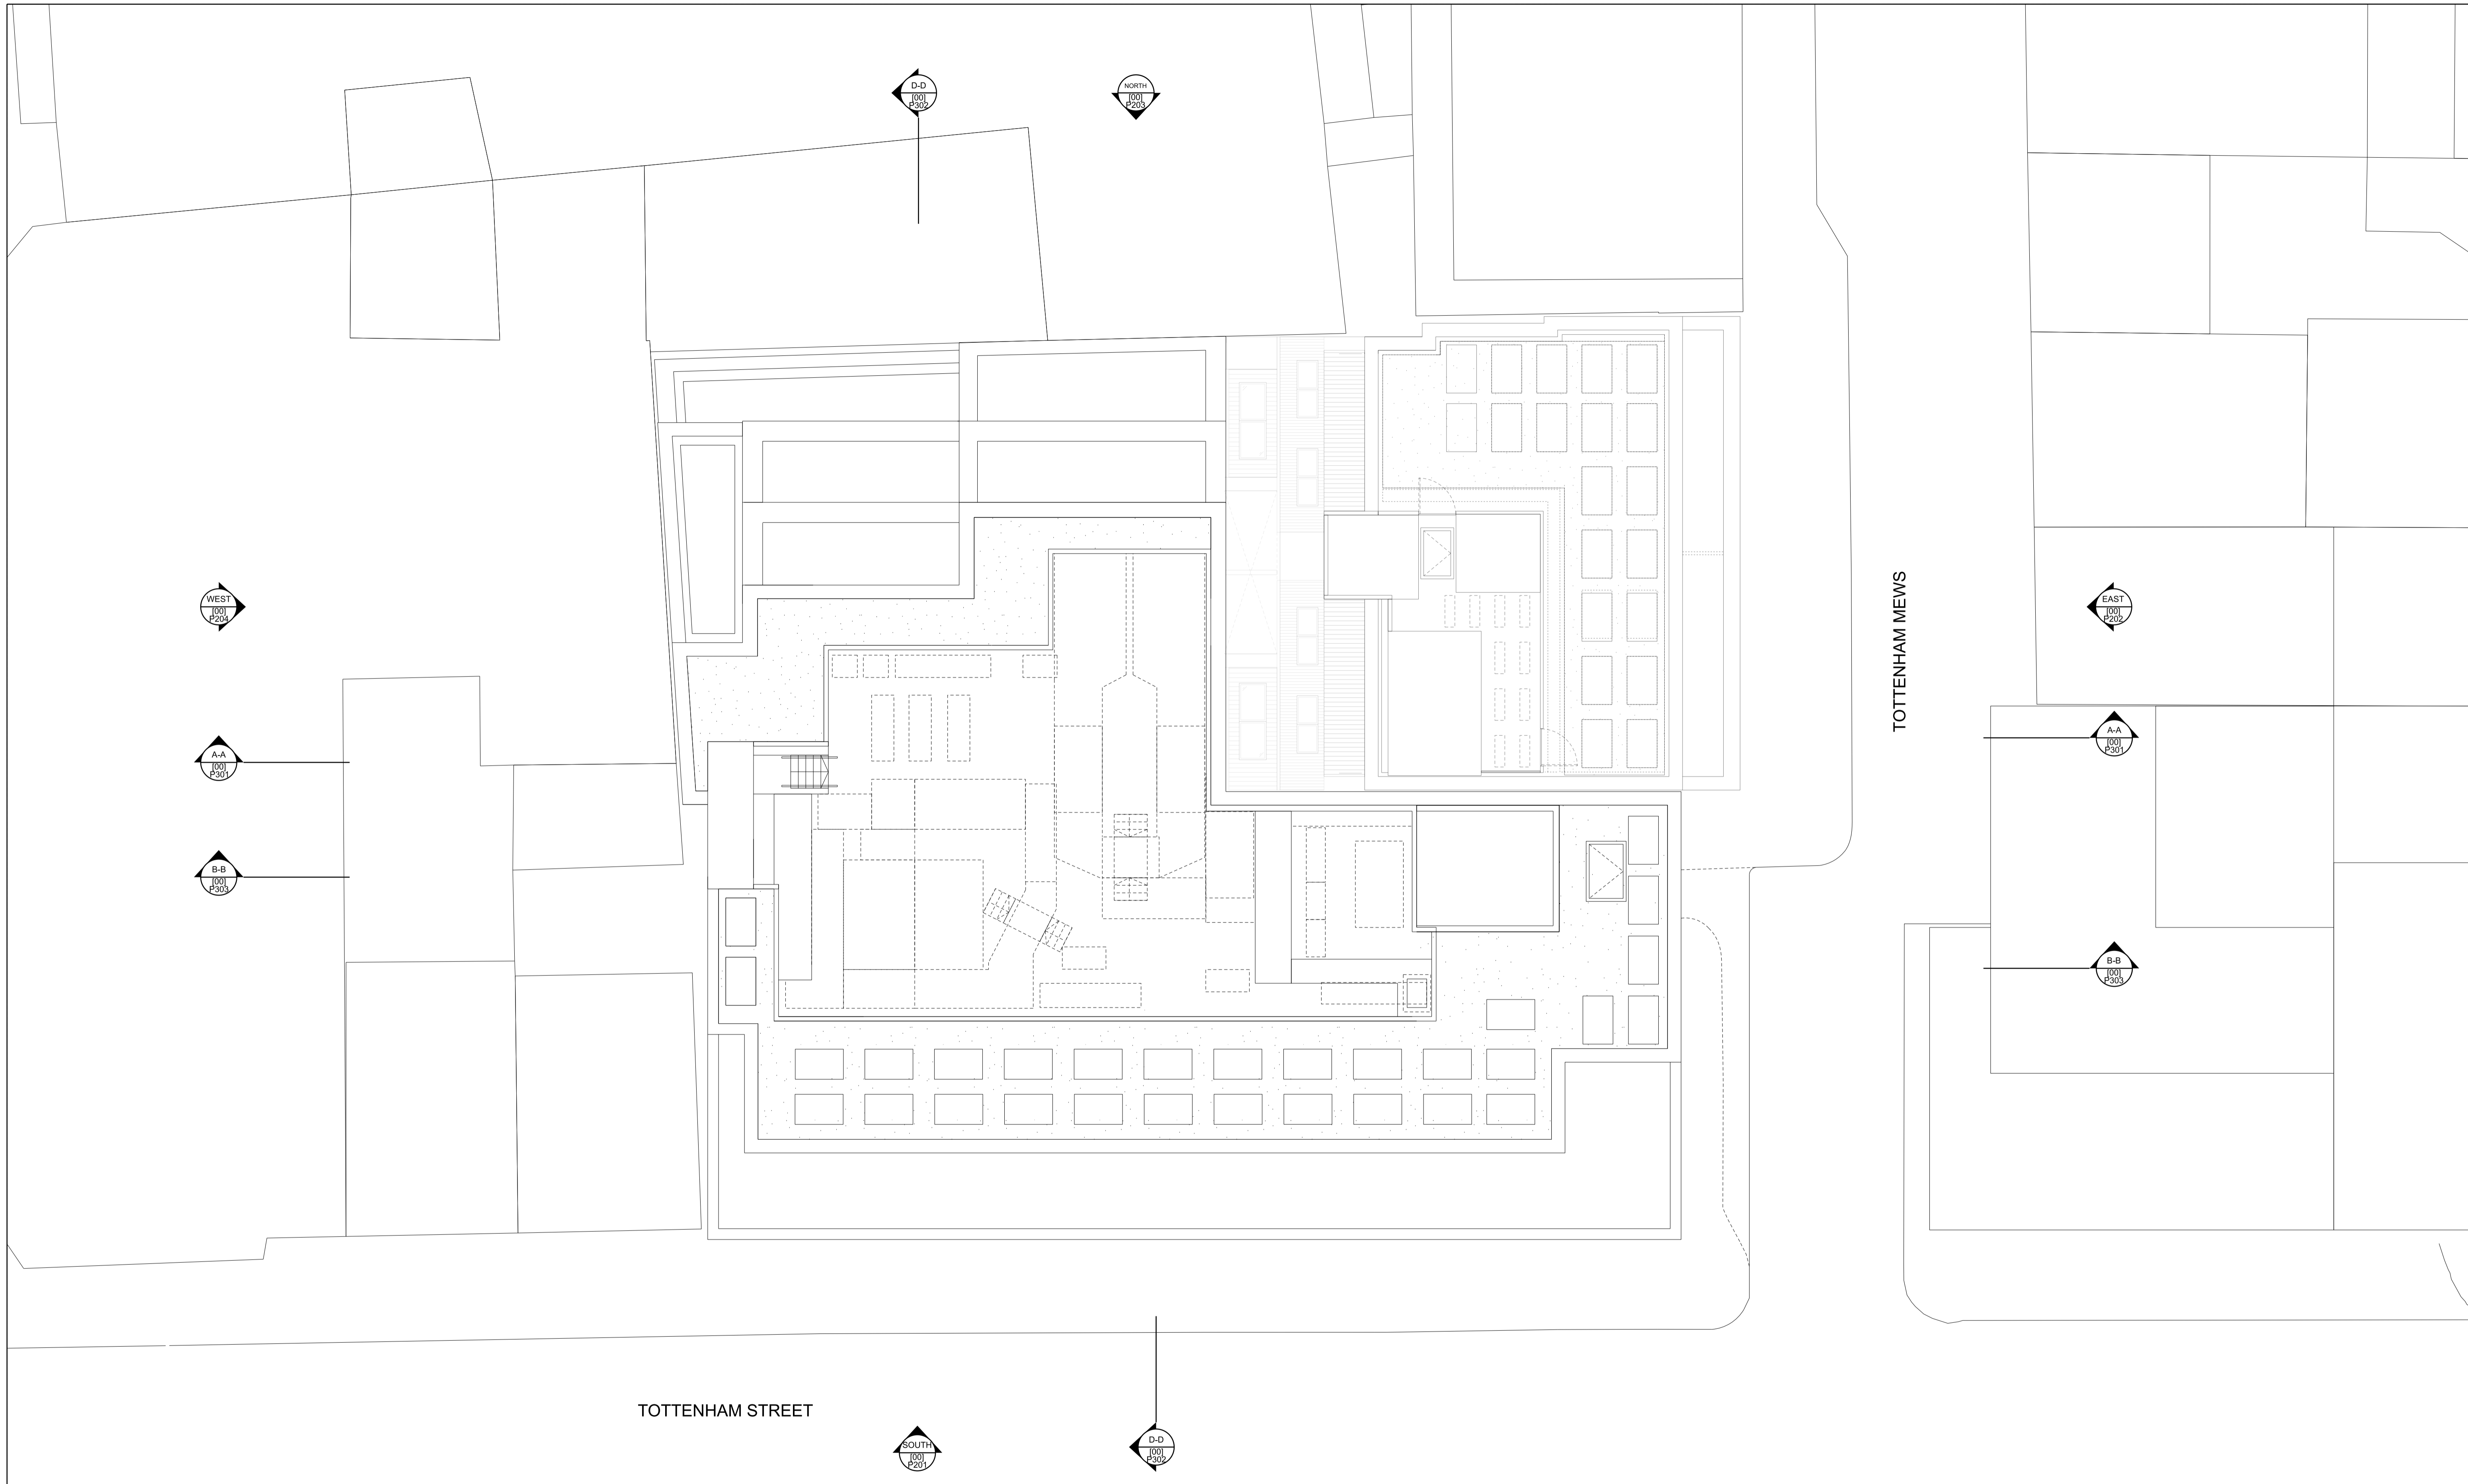 D-D
[00]
P302
NORTH
[00]
P203
WEST
[00]
P204
TOTTENHAM MEWS
EAST
[00]
P202
A-A
[00]
P301
A-A
[00]
P301
B-B
[00]
P303
B-B
[00]
P303
TOTTENHAM STREET
SOUTH
[00]
P201
D-D
[00]
P302